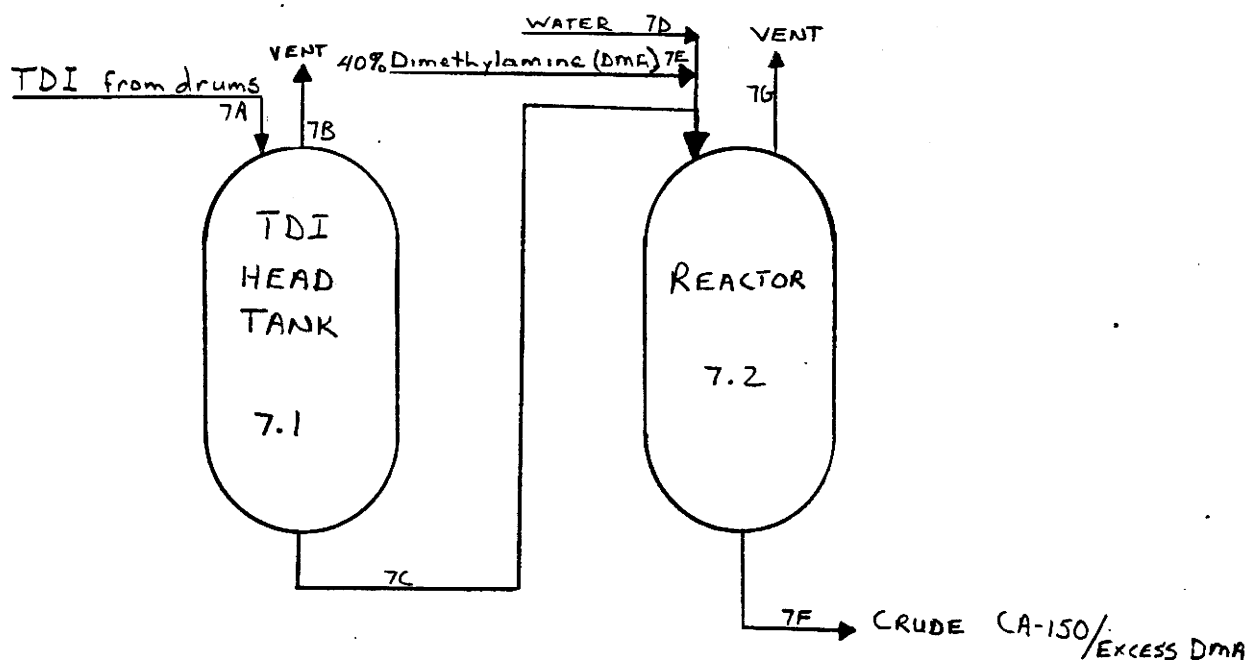 WATER 7D
VENT
VENT
40% Dimethylamine (DMA) 7E
TDI from drums
7A
7B
7G
TDI
HEAD
TANK
7.1
REACTOR
7.2
7C
7F
CRUDE CA-150/EXCESS DMA